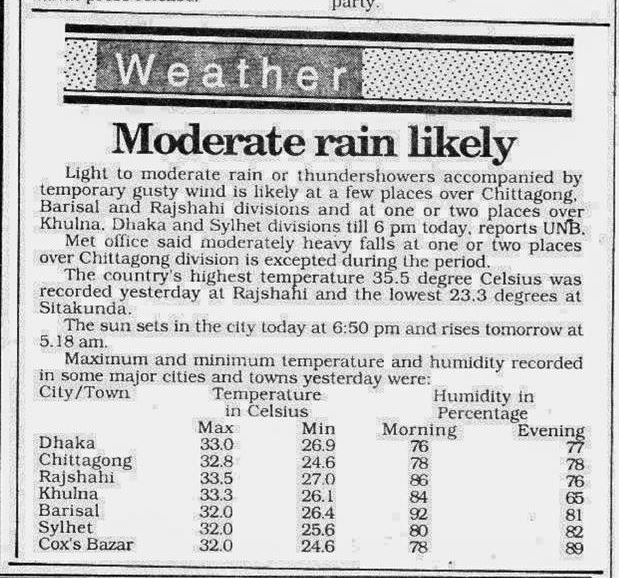 party.
Weather
Moderate rain likely
Light to moderate rain or thundershowers accompanied by
temporary gusty wind is likely at a few places over Chittagong,
Barisal and Rajshahi divisions and at one or two places over
Khulna, Dhaka and Sylhet divisions till 6 pm today, reports UNB.
Met office said moderately heavy falls at one or two places
over Chittagong division is excepted during the period.
The country's highest temperature 35.5 degree Celsius was
recorded yesterday at Rajshahi and the lowest 23.3 degrees at
Sitakunda.
The sun sets in the city today at 6:50 pm and rises tomorrow at
5.18 am.
Maximum and minimum temperature and humidity recorded
in some major cities and towns yesterday were:
City/Town Temperature Humidity in
in Celsius Percentage
Max Min Morning Evening
Dhaka 33.0 26.9 76 77
Chittagong 32.8 24.6 78 78
Rajshahi 33.5 27.0 86 76
Khulna 33.3 26.1 84 65
Barisal 32.0 26.4 92 81
Sylhet 32.0 25.6 80 82
Cox's Bazar 32.0 24.6 78 89